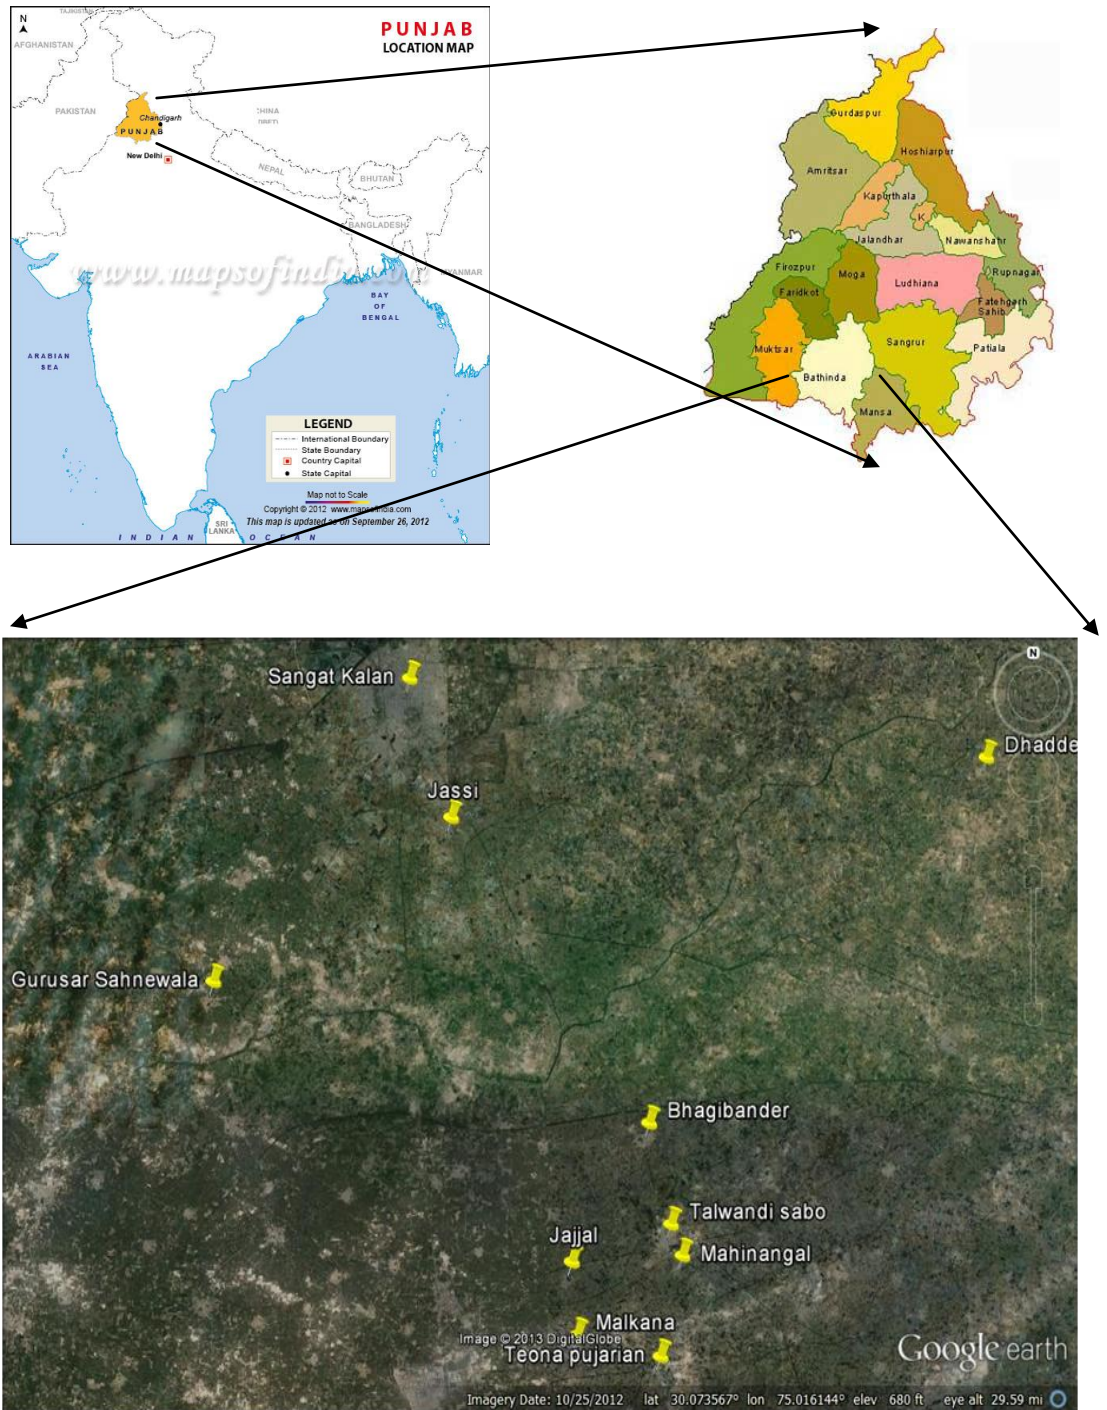 N
PUNJAB
LOCATION MAP
TAJIKISTAN
AFGHANISTAN
PAKISTAN
Chandigarh
PUNJAB
New Delhi
NEPAL
BHUTAN
BANGLADESH
www.mapsofindia.com
MYANMAR
BAY
OF
BENGAL
ARABIAN
SEA
LEGEND
International Boundary
State Boundary
Country Capital
State Capital
Map not to Scale
Copyright © 2012 www.mapsofindia.com
This map is updated as on September 26, 2012
SRI
LANKA
INDIAN OCEAN
Gurdaspur
Hoshiarpur
Amritsar
Kapurthala
K
Jalandhar
Nawanshahr
Firozpur
Moga
Ludhiana
Rupnagar
Faridkot
Fatehgarh
Sahib
Muktsar
Sangrur
Patiala
Bathinda
Mansa
N
Sangat Kalan
Dhadde
Jassi
Gurusar Sahnewala
Bhagibander
Talwandi sabo
Jajjal
Mahinangal
Malkana
Image © 2013 DigitalGlobe
Teona pujarian
Google earth
Imagery Date: 10/25/2012 lat 30.073567° lon 75.016144° elev 680 ft eye alt 29.59 mi